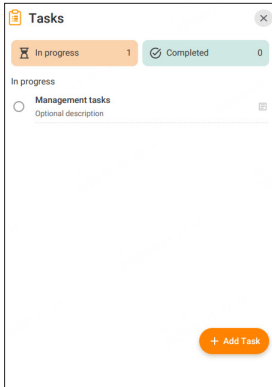 Tasks
In progress 1
Completed 0
In progress
Management tasks
Optional description
+ Add Task